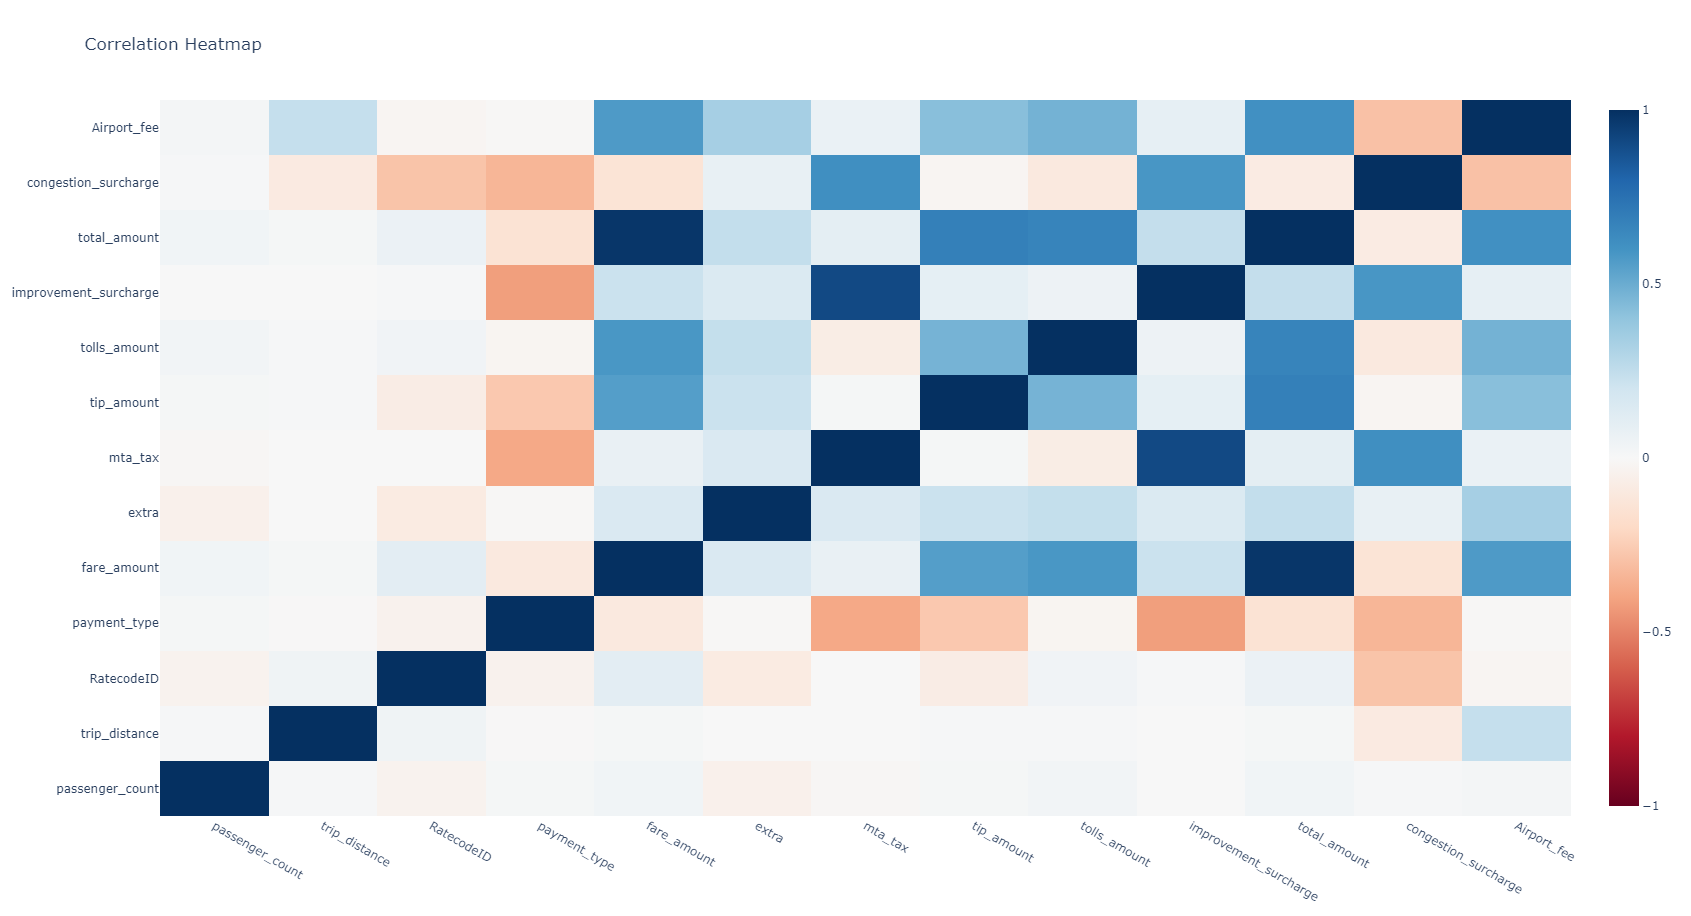 Correlation Heatmap
Airport_fee
congestion_surcharge
total_amount
improvement_surcharge
tolls_amount
tip_amount
mta_tax
extra
fare_amount
payment_type
RatecodeID
trip_distance
passenger_count
passenger_count
trip_distance
RatecodeID
payment_type
fare_amount
extra
mta_tax
tip_amount
tolls_amount
improvement_surcharge
total_amount
congestion_surcharge
Airport_fee
1
0.5
0
−0.5
−1